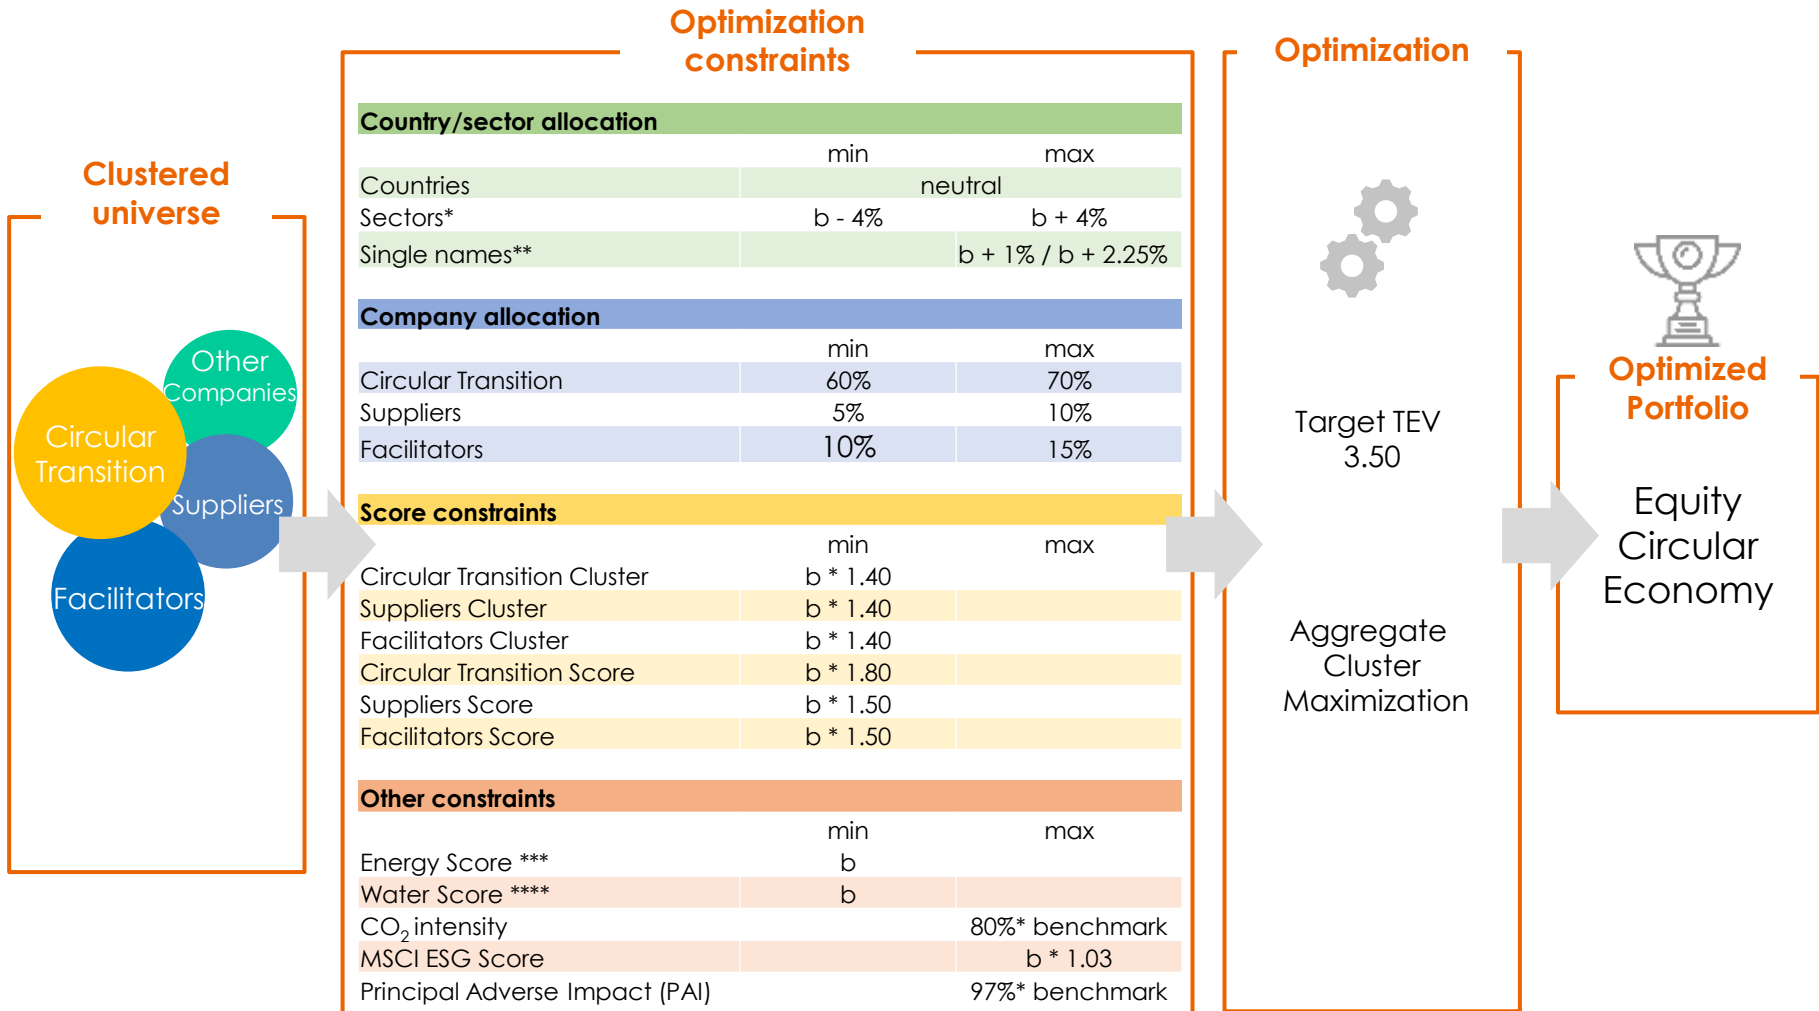 Clustered
universe
Other
Companies
Circular
Transition
Suppliers
Facilitators
Optimization
constraints
Country/sector allocation
min max
Countries neutral
Sectors* b - 4% b + 4%
Single names** b + 1% / b + 2.25%
Company allocation
min max
Circular Transition 60% 70%
Suppliers 5% 10%
Facilitators 10% 15%
Score constraints
min max
Circular Transition Cluster b * 1.40
Suppliers Cluster b * 1.40
Facilitators Cluster b * 1.40
Circular Transition Score b * 1.80
Suppliers Score b * 1.50
Facilitators Score b * 1.50
Other constraints
min max
Energy Score *** b
Water Score **** b
CO₂ intensity 80%* benchmark
MSCI ESG Score b * 1.03
Principal Adverse Impact (PAI) 97%* benchmark
Optimization
Target TEV
3.50
Aggregate
Cluster
Maximization
Optimized
Portfolio
Equity
Circular
Economy